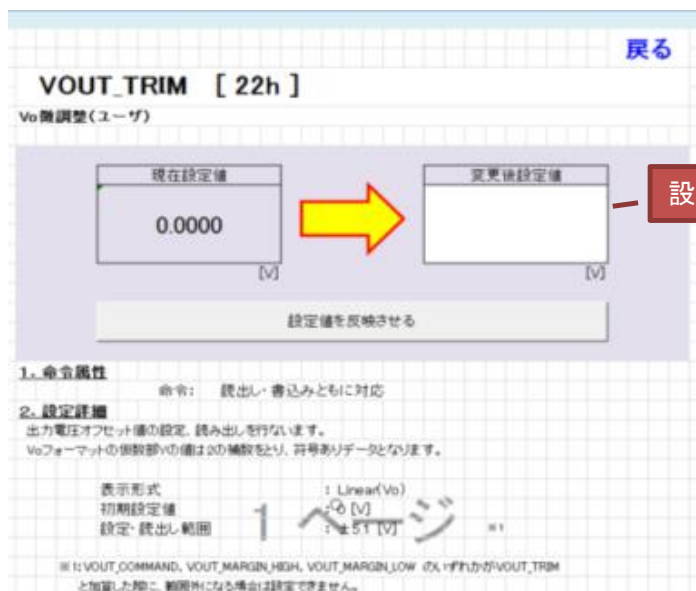 戻る
VOUT_TRIM [ 22h ]
Vo微調整(ユーザ)
現在設定値
変更後設定値
設
0.0000
[V]
[V]
設定値を反映させる
1. 命令属性
命令: 読出し・書込みともに対応
2. 設定詳細
出力電圧オフセット値の設定、読み出しを行ないます。
Voフォーマットの仮数部Vの値は2の補数をとり、符号ありデータとなります。
表示形式 : Linear(Vo)
初期設定値 : 0 [V]
設定・読出し範囲 : ±51 [V] ※1
1 ページ
※1:VOUT_COMMAND、VOUT_MARGIN_HIGH、VOUT_MARGIN_LOW のいずれかがVOUT_TRIM
と加算した際に、範囲外になる場合は設定できません。